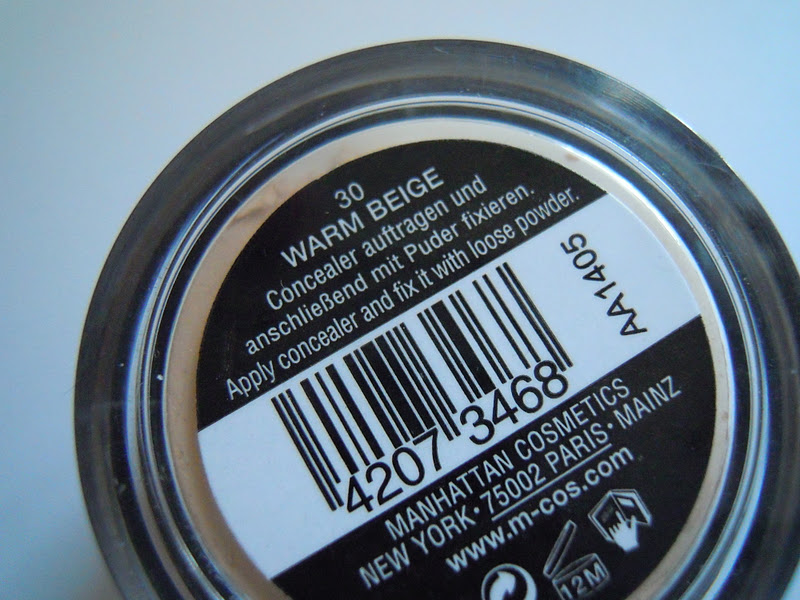 30
WARM BEIGE
Concealer auftragen und
anschließend mit Puder fixieren.
Apply concealer and fix it with loose powder.
AA1405
4207 3468
MANHATTAN COSMETICS
NEW YORK · 75002 PARIS · MAINZ
www.m-cos.com
12M